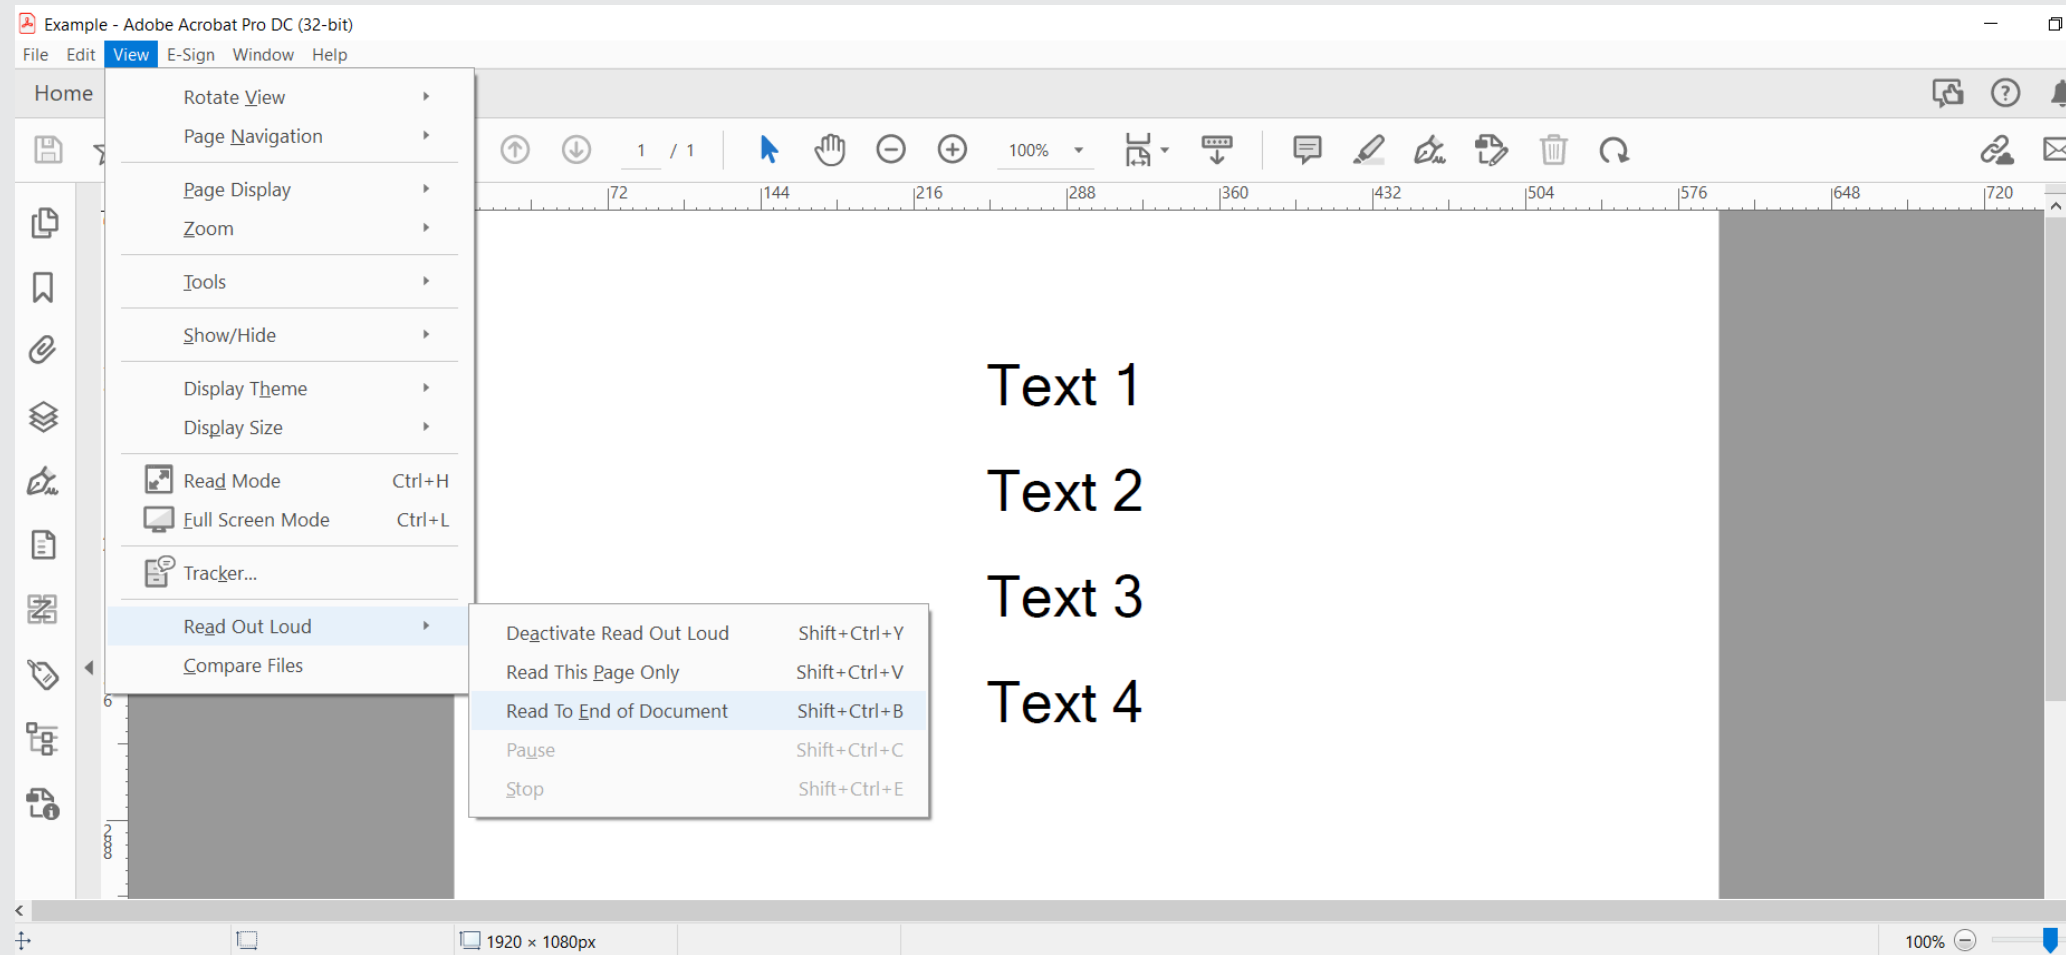 Example - Adobe Acrobat Pro DC (32-bit)
File Edit View E-Sign Window Help
Home
1 / 1 100%
72 144 216 288 360 432 504 576 648 720
Rotate View
Page Navigation
Page Display
Zoom
Tools
Show/Hide
Display Theme
Display Size
Read Mode Ctrl+H
Full Screen Mode Ctrl+L
Tracker...
Read Out Loud
Compare Files
Deactivate Read Out Loud Shift+Ctrl+Y
Read This Page Only Shift+Ctrl+V
Read To End of Document Shift+Ctrl+B
Pause Shift+Ctrl+C
Stop Shift+Ctrl+E
Text 1
Text 2
Text 3
Text 4
6
288
1920 × 1080px
100%